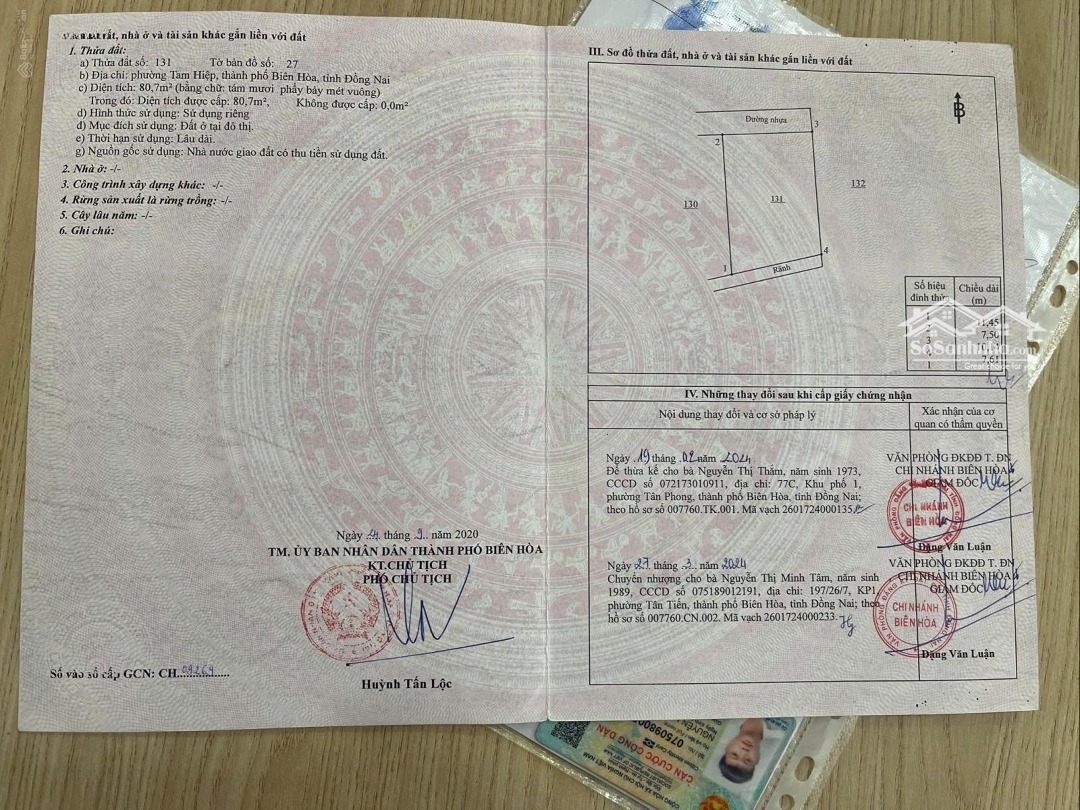 rất, nhà ở và tài sản khác gắn liền với đất
1. Thửa đất:
a) Thửa đất số: 131 Tờ bản đồ số: 27
b) Địa chỉ: phường Tam Hiệp, thành phố Biên Hòa, tỉnh Đồng Nai
c) Diện tích: 80,7m² (bằng chữ: tám mươi phẩy bảy mét vuông)
Trong đó: Diện tích được cấp: 80,7m², Không được cấp: 0,0m²
d) Hình thức sử dụng: Sử dụng riêng
đ) Mục đích sử dụng: Đất ở tại đô thị.
e) Thời hạn sử dụng: Lâu dài.
g) Nguồn gốc sử dụng: Nhà nước giao đất có thu tiền sử dụng đất.
2. Nhà ở: -/-
3. Công trình xây dựng khác: -/-
4. Rừng sản xuất là rừng trồng: -/-
5. Cây lâu năm: -/-
6. Ghi chú:
Ngày 4 tháng 9 năm 2020
TM. ỦY BAN NHÂN DÂN THÀNH PHỐ BIÊN HÒA
KT.CHỦ TỊCH
PHÓ CHỦ TỊCH
Huỳnh Tấn Lộc
Số vào sổ cấp GCN: CH
III. Sơ đồ thửa đất, nhà ở và tài sản khác gắn liền với đất
B
Đường nhựa
2
3
132
130
131
1
4
Rãnh
Số hiệu đỉnh thửa
Chiều dài (m)
11,45
7,50
3
7,61
1
SoSanhNha.com
IV. Những thay đổi sau khi cấp giấy chứng nhận
Nội dung thay đổi và cơ sở pháp lý
Xác nhận của cơ quan có thẩm quyền
Ngày 19 tháng 02 năm 2024
Để thừa kế cho bà Nguyễn Thị Thắm, năm sinh 1973,
CCCD số 072173010911, địa chỉ: 77C, Khu phố 1,
phường Tân Phong, thành phố Biên Hòa, tỉnh Đồng Nai;
theo hồ sơ số 007760.TK.001. Mã vạch 2601724000135
VĂN PHÒNG ĐKĐĐ T. ĐN
CHI NHÁNH BIÊN HÒA
GIÁM ĐỐC
CHI NHÁNH
BIÊN HÒA
Đặng Văn Luận
Ngày 27 tháng 3 năm 2024
Chuyển nhượng cho bà Nguyễn Thị Minh Tâm, năm sinh
1989, CCCD số 075189012191, địa chỉ: 197/26/7, KP1
phường Tân Tiến, thành phố Biên Hòa, tỉnh Đồng Nai; theo
hồ sơ số 007760.CN.002. Mã vạch 2601724000233.
VĂN PHÒNG ĐKĐĐ T. ĐN
CHI NHÁNH BIÊN HÒA
GIÁM ĐỐC
CHI NHÁNH
BIÊN HÒA
Đặng Văn Luận
CĂN CƯỚC CÔNG DÂN